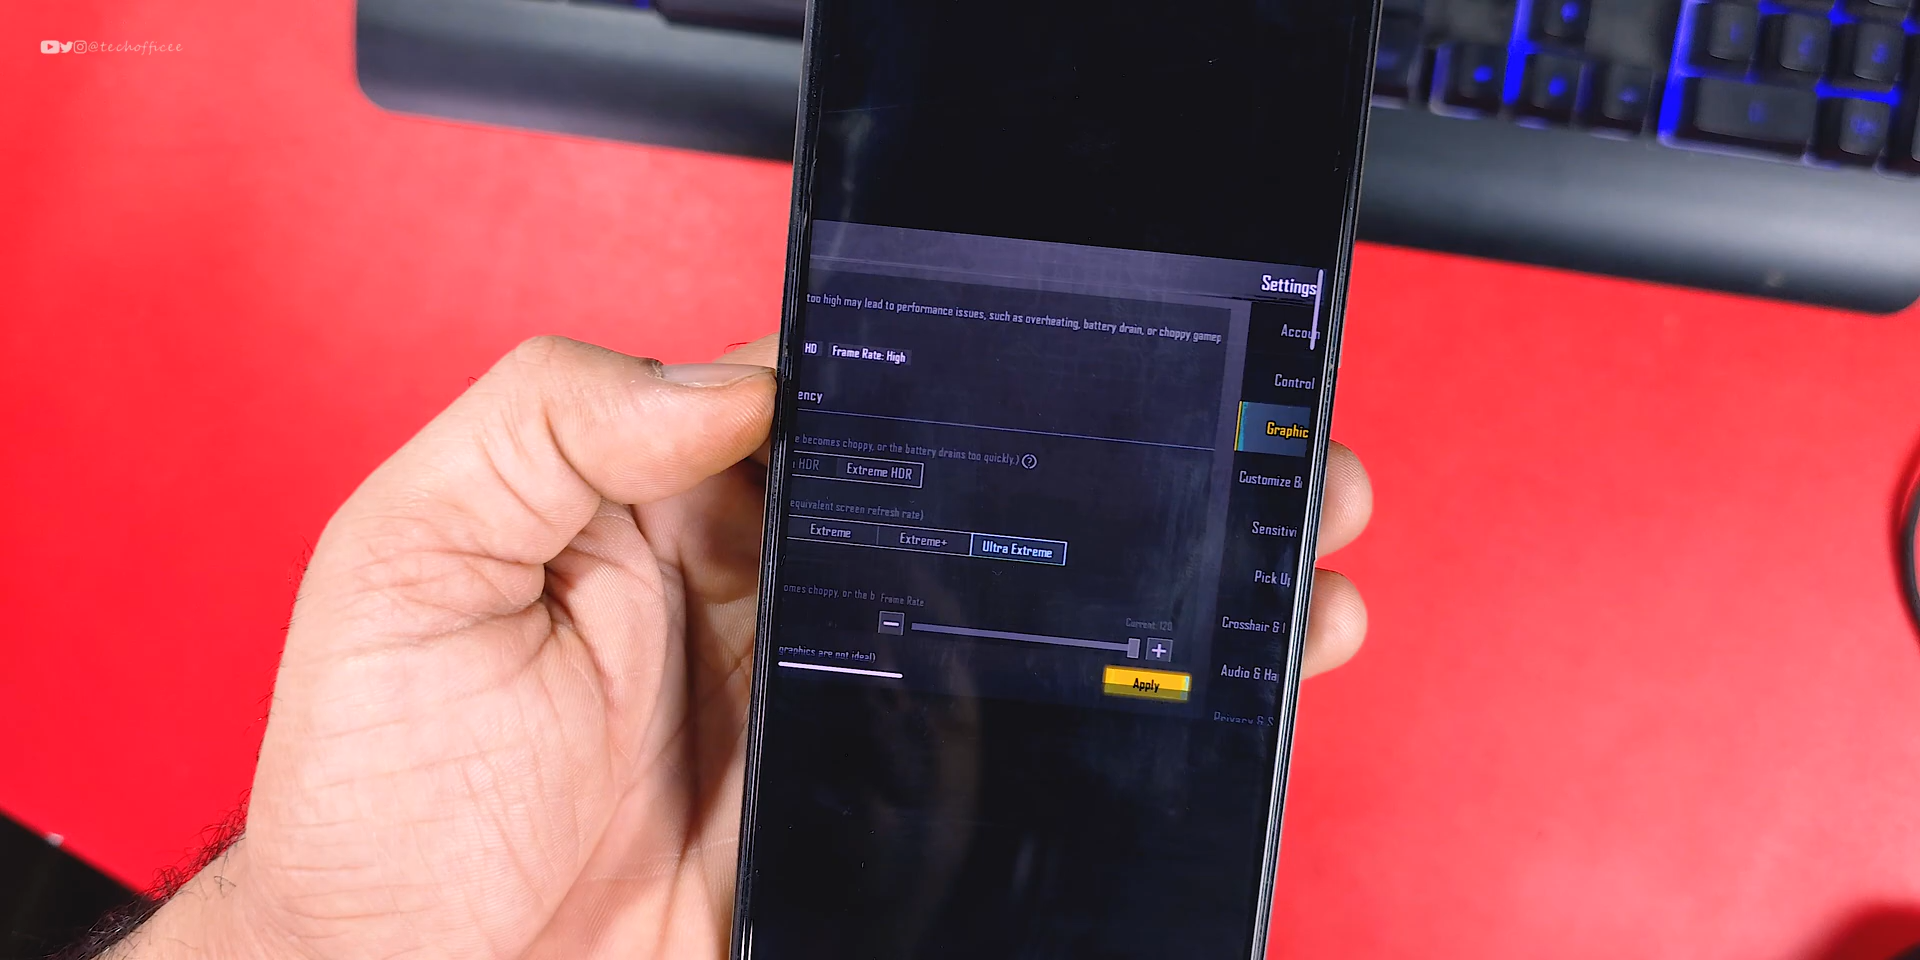 @techofficee
Settings
too high may lead to performance issues, such as overheating, battery drain, or choppy gamep
HD Frame Rate: High
ency
e becomes choppy, or the battery drains too quickly.) ?
HDR Extreme HDR
equivalent screen refresh rate)
Extreme Extreme+ Ultra Extreme
omes choppy, or the b Frame Rate
Current: 120
graphics are not ideal)
Apply
Accoun
Control
Graphic
Customize B
Sensitivi
Pick Up
Crosshair &
Audio & Ha
Privacy & S